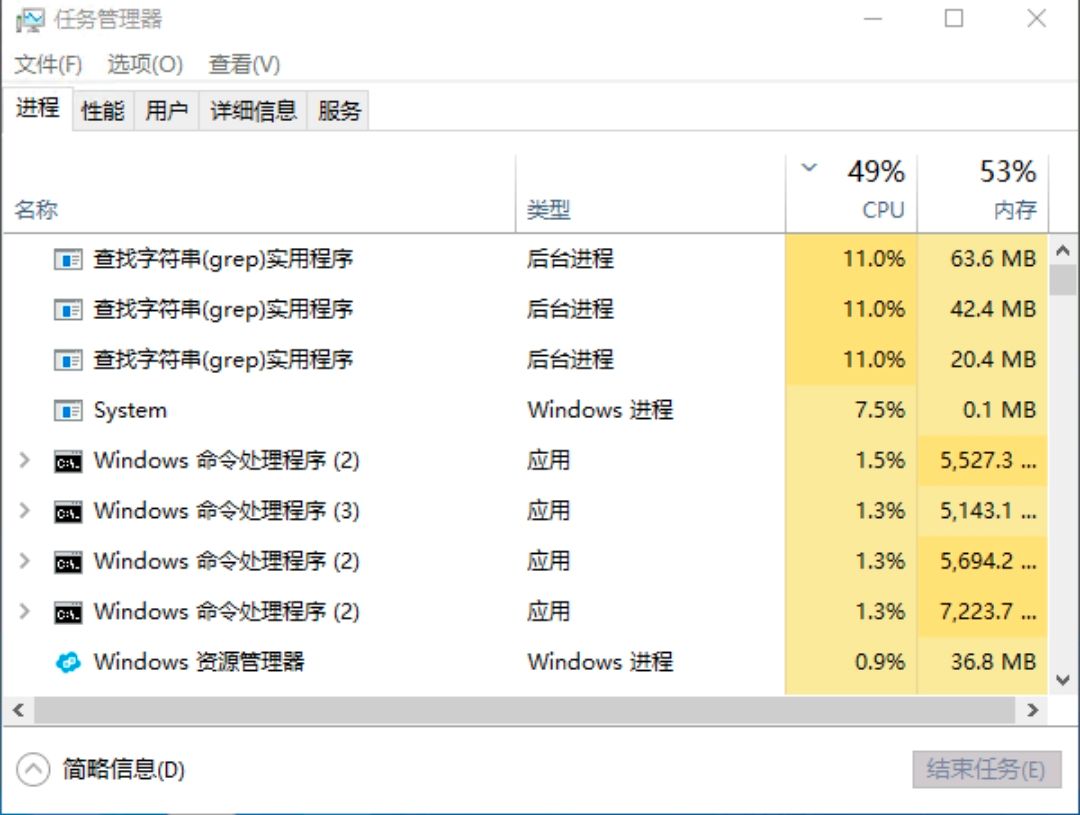 任务管理器
文件(F) 选项(O) 查看(V)
进程 性能 用户 详细信息 服务
49% 53%
名称 类型 CPU 内存
查找字符串(grep)实用程序 后台进程 11.0% 63.6 MB
查找字符串(grep)实用程序 后台进程 11.0% 42.4 MB
查找字符串(grep)实用程序 后台进程 11.0% 20.4 MB
System Windows 进程 7.5% 0.1 MB
Windows 命令处理程序 (2) 应用 1.5% 5,527.3 ...
Windows 命令处理程序 (3) 应用 1.3% 5,143.1 ...
Windows 命令处理程序 (2) 应用 1.3% 5,694.2 ...
Windows 命令处理程序 (2) 应用 1.3% 7,223.7 ...
Windows 资源管理器 Windows 进程 0.9% 36.8 MB
简略信息(D) 结束任务(E)